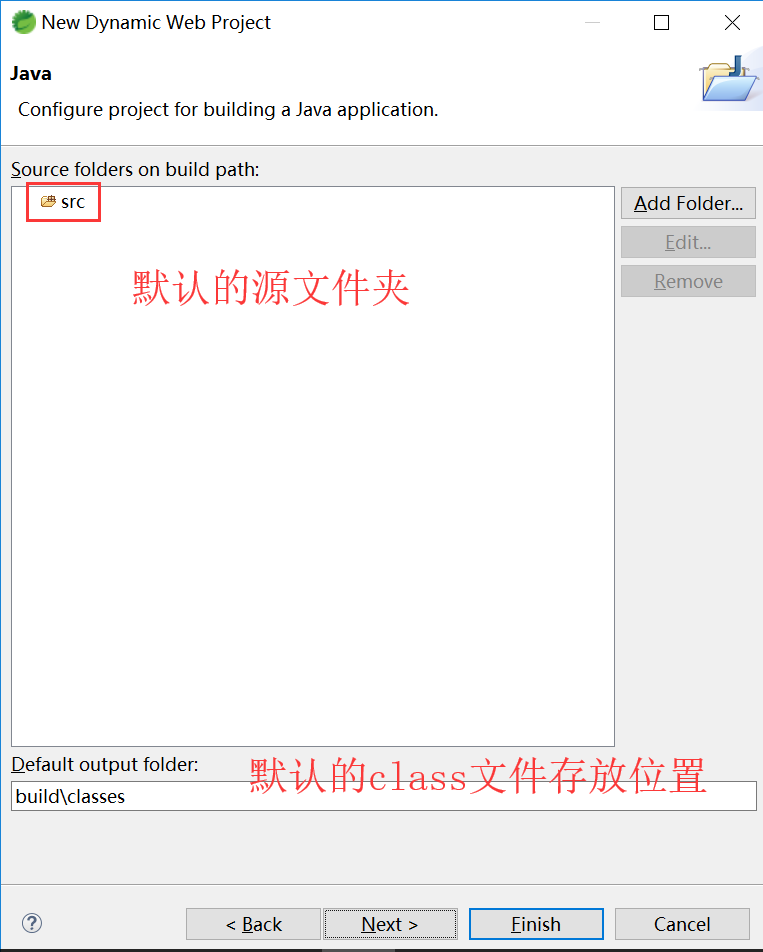 New Dynamic Web Project
Java
Configure project for building a Java application.
Source folders on build path:
src
Add Folder...
Edit...
Remove
默认的源文件夹
Default output folder:
默认的class文件存放位置
build\classes
?
< Back
Next >
Finish
Cancel